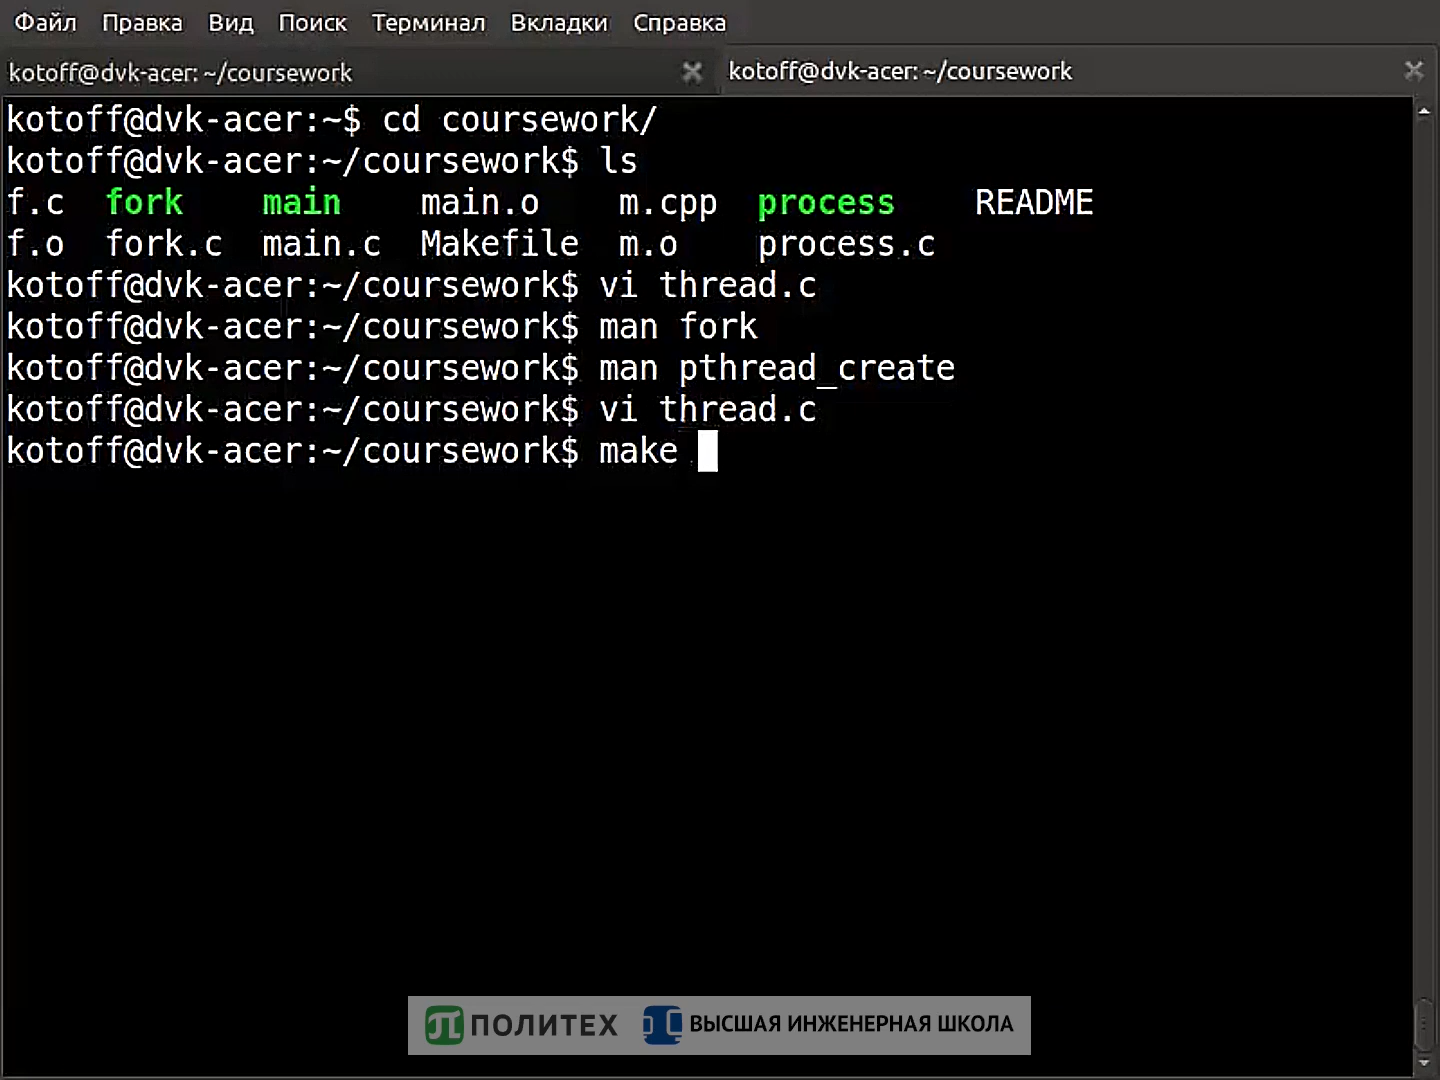 Файл Правка Вид Поиск Терминал Вкладки Справка
kotoff@dvk-acer: ~/coursework kotoff@dvk-acer: ~/coursework
kotoff@dvk-acer:~$ cd coursework/
kotoff@dvk-acer:~/coursework$ ls
f.c fork main main.o m.cpp process README
f.o fork.c main.c Makefile m.o process.c
kotoff@dvk-acer:~/coursework$ vi thread.c
kotoff@dvk-acer:~/coursework$ man fork
kotoff@dvk-acer:~/coursework$ man pthread_create
kotoff@dvk-acer:~/coursework$ vi thread.c
kotoff@dvk-acer:~/coursework$ make
ПОЛИТЕХ ВЫСШАЯ ИНЖЕНЕРНАЯ ШКОЛА